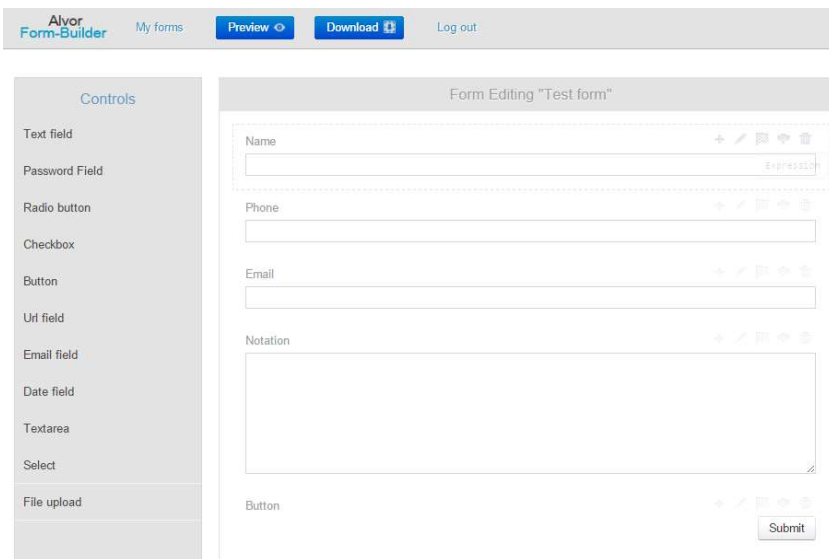 Alvor
Form-Builder
My forms
Preview
Download
Log out
Controls
Text field
Password Field
Radio button
Checkbox
Button
Url field
Email field
Date field
Textarea
Select
File upload
Form Editing "Test form"
Name
Expression
Phone
Email
Notation
Button
Submit